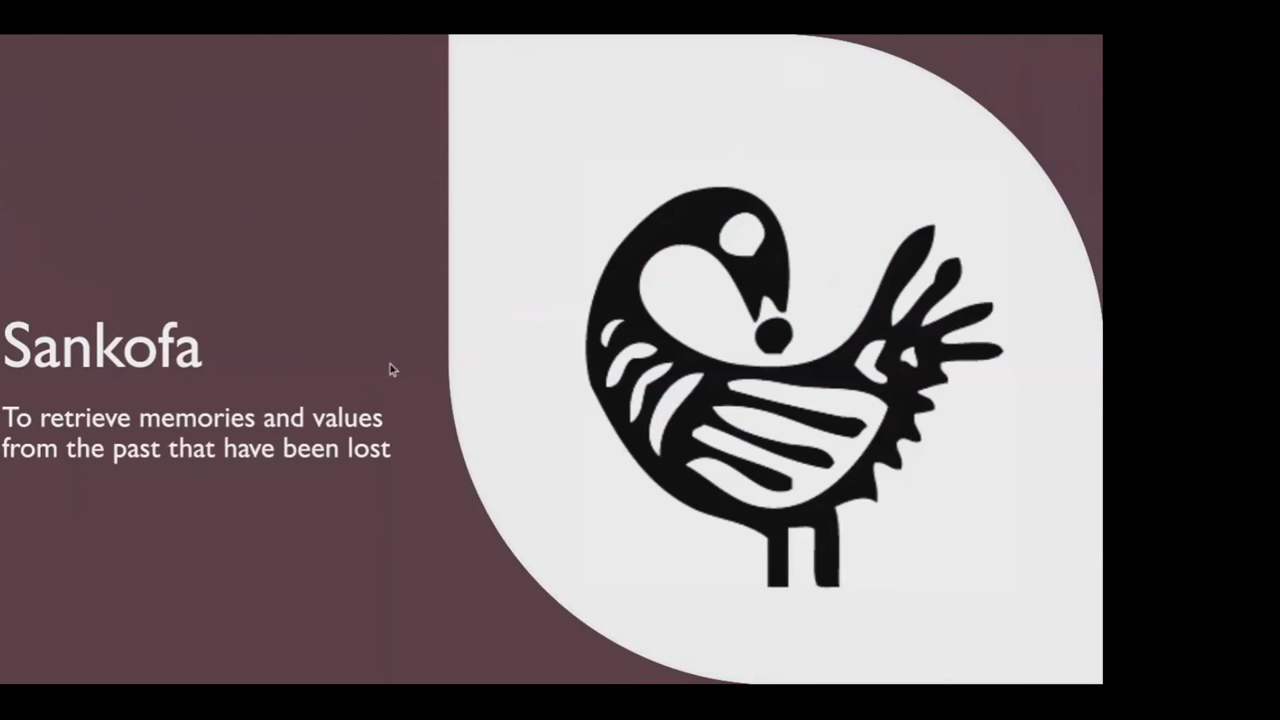 Sankofa
To retrieve memories and values
from the past that have been lost